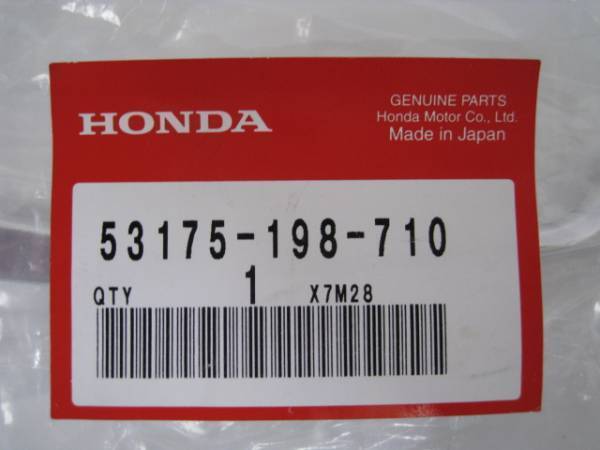 HONDA
GENUINE PARTS
Honda Motor Co., Ltd.
Made in Japan
53175-198-710
QTY 1 X7M28